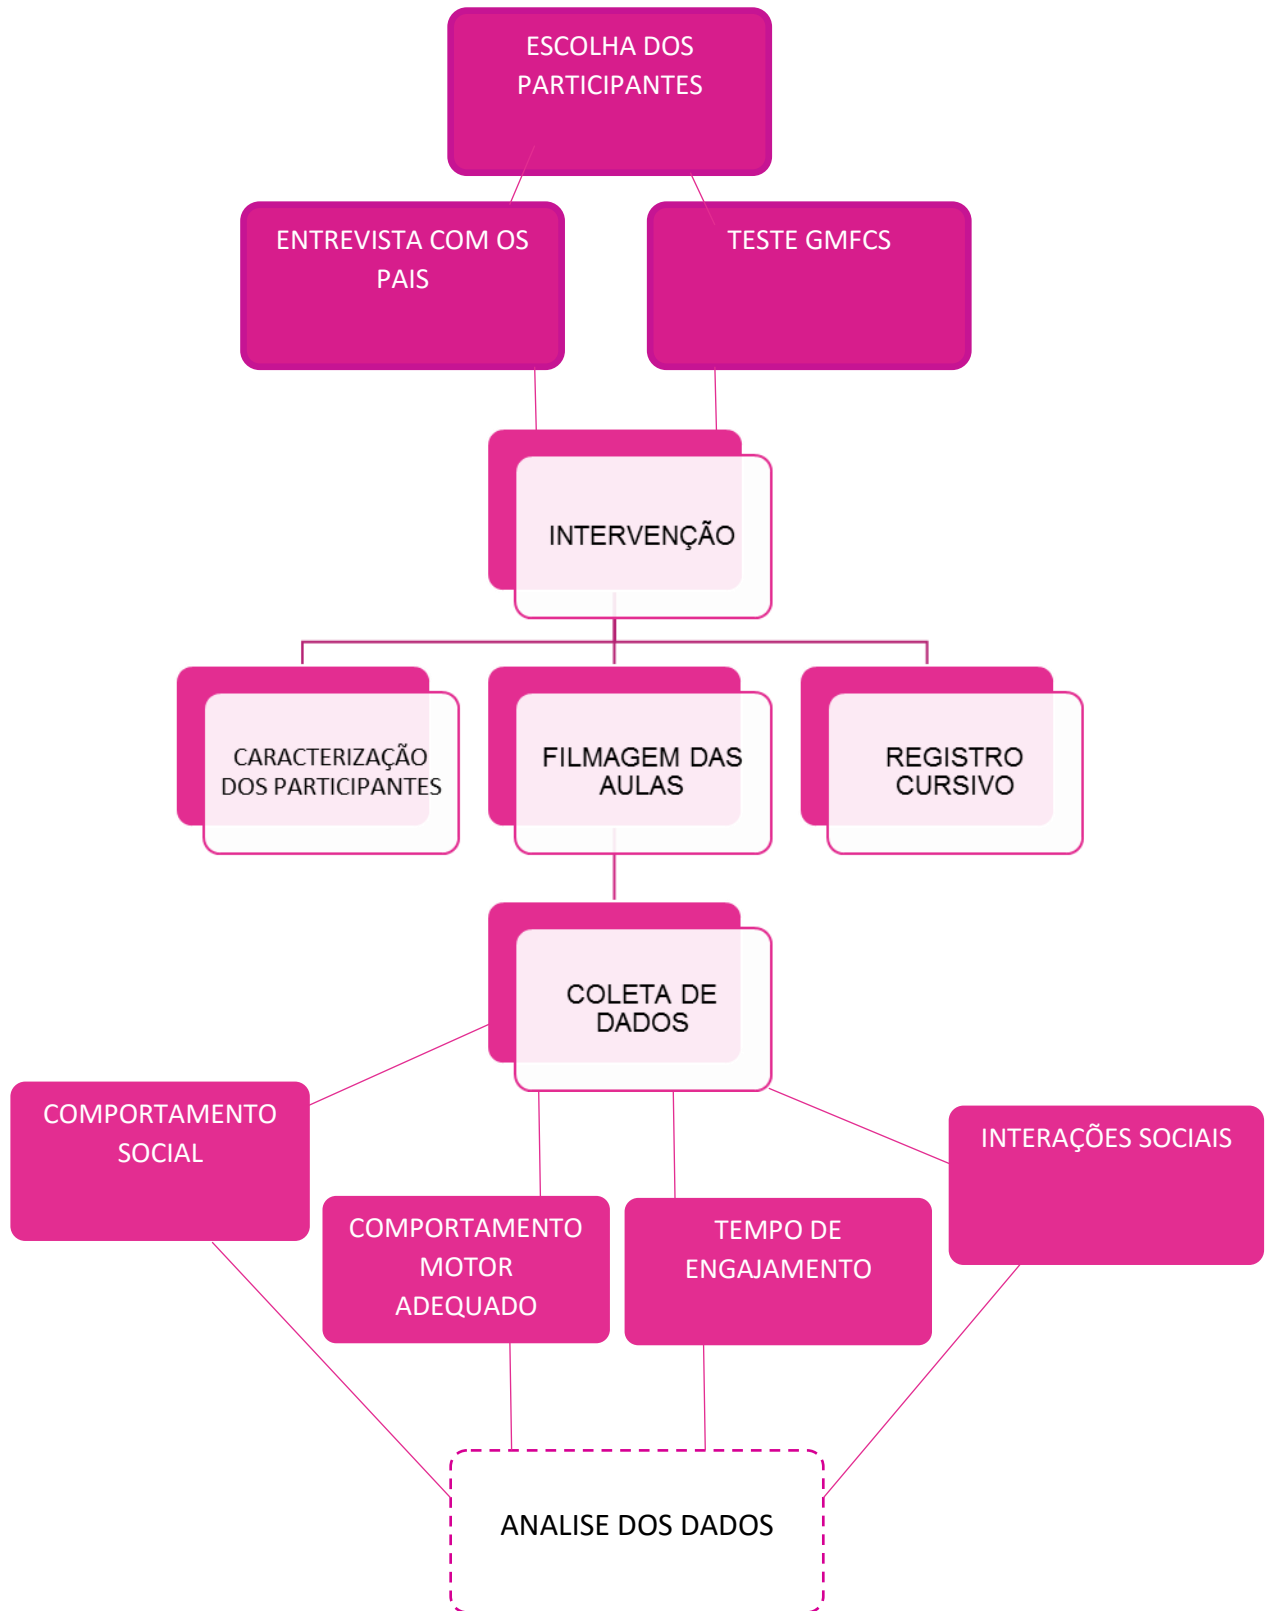 ESCOLHA DOS
PARTICIPANTES
ENTREVISTA COM OS
PAIS
TESTE GMFCS
INTERVENÇÃO
CARACTERIZAÇÃO
DOS PARTICIPANTES
FILMAGEM DAS
AULAS
REGISTRO
CURSIVO
COLETA DE
DADOS
COMPORTAMENTO
SOCIAL
COMPORTAMENTO
MOTOR
ADEQUADO
TEMPO DE
ENGAJAMENTO
INTERAÇÕES SOCIAIS
ANALISE DOS DADOS